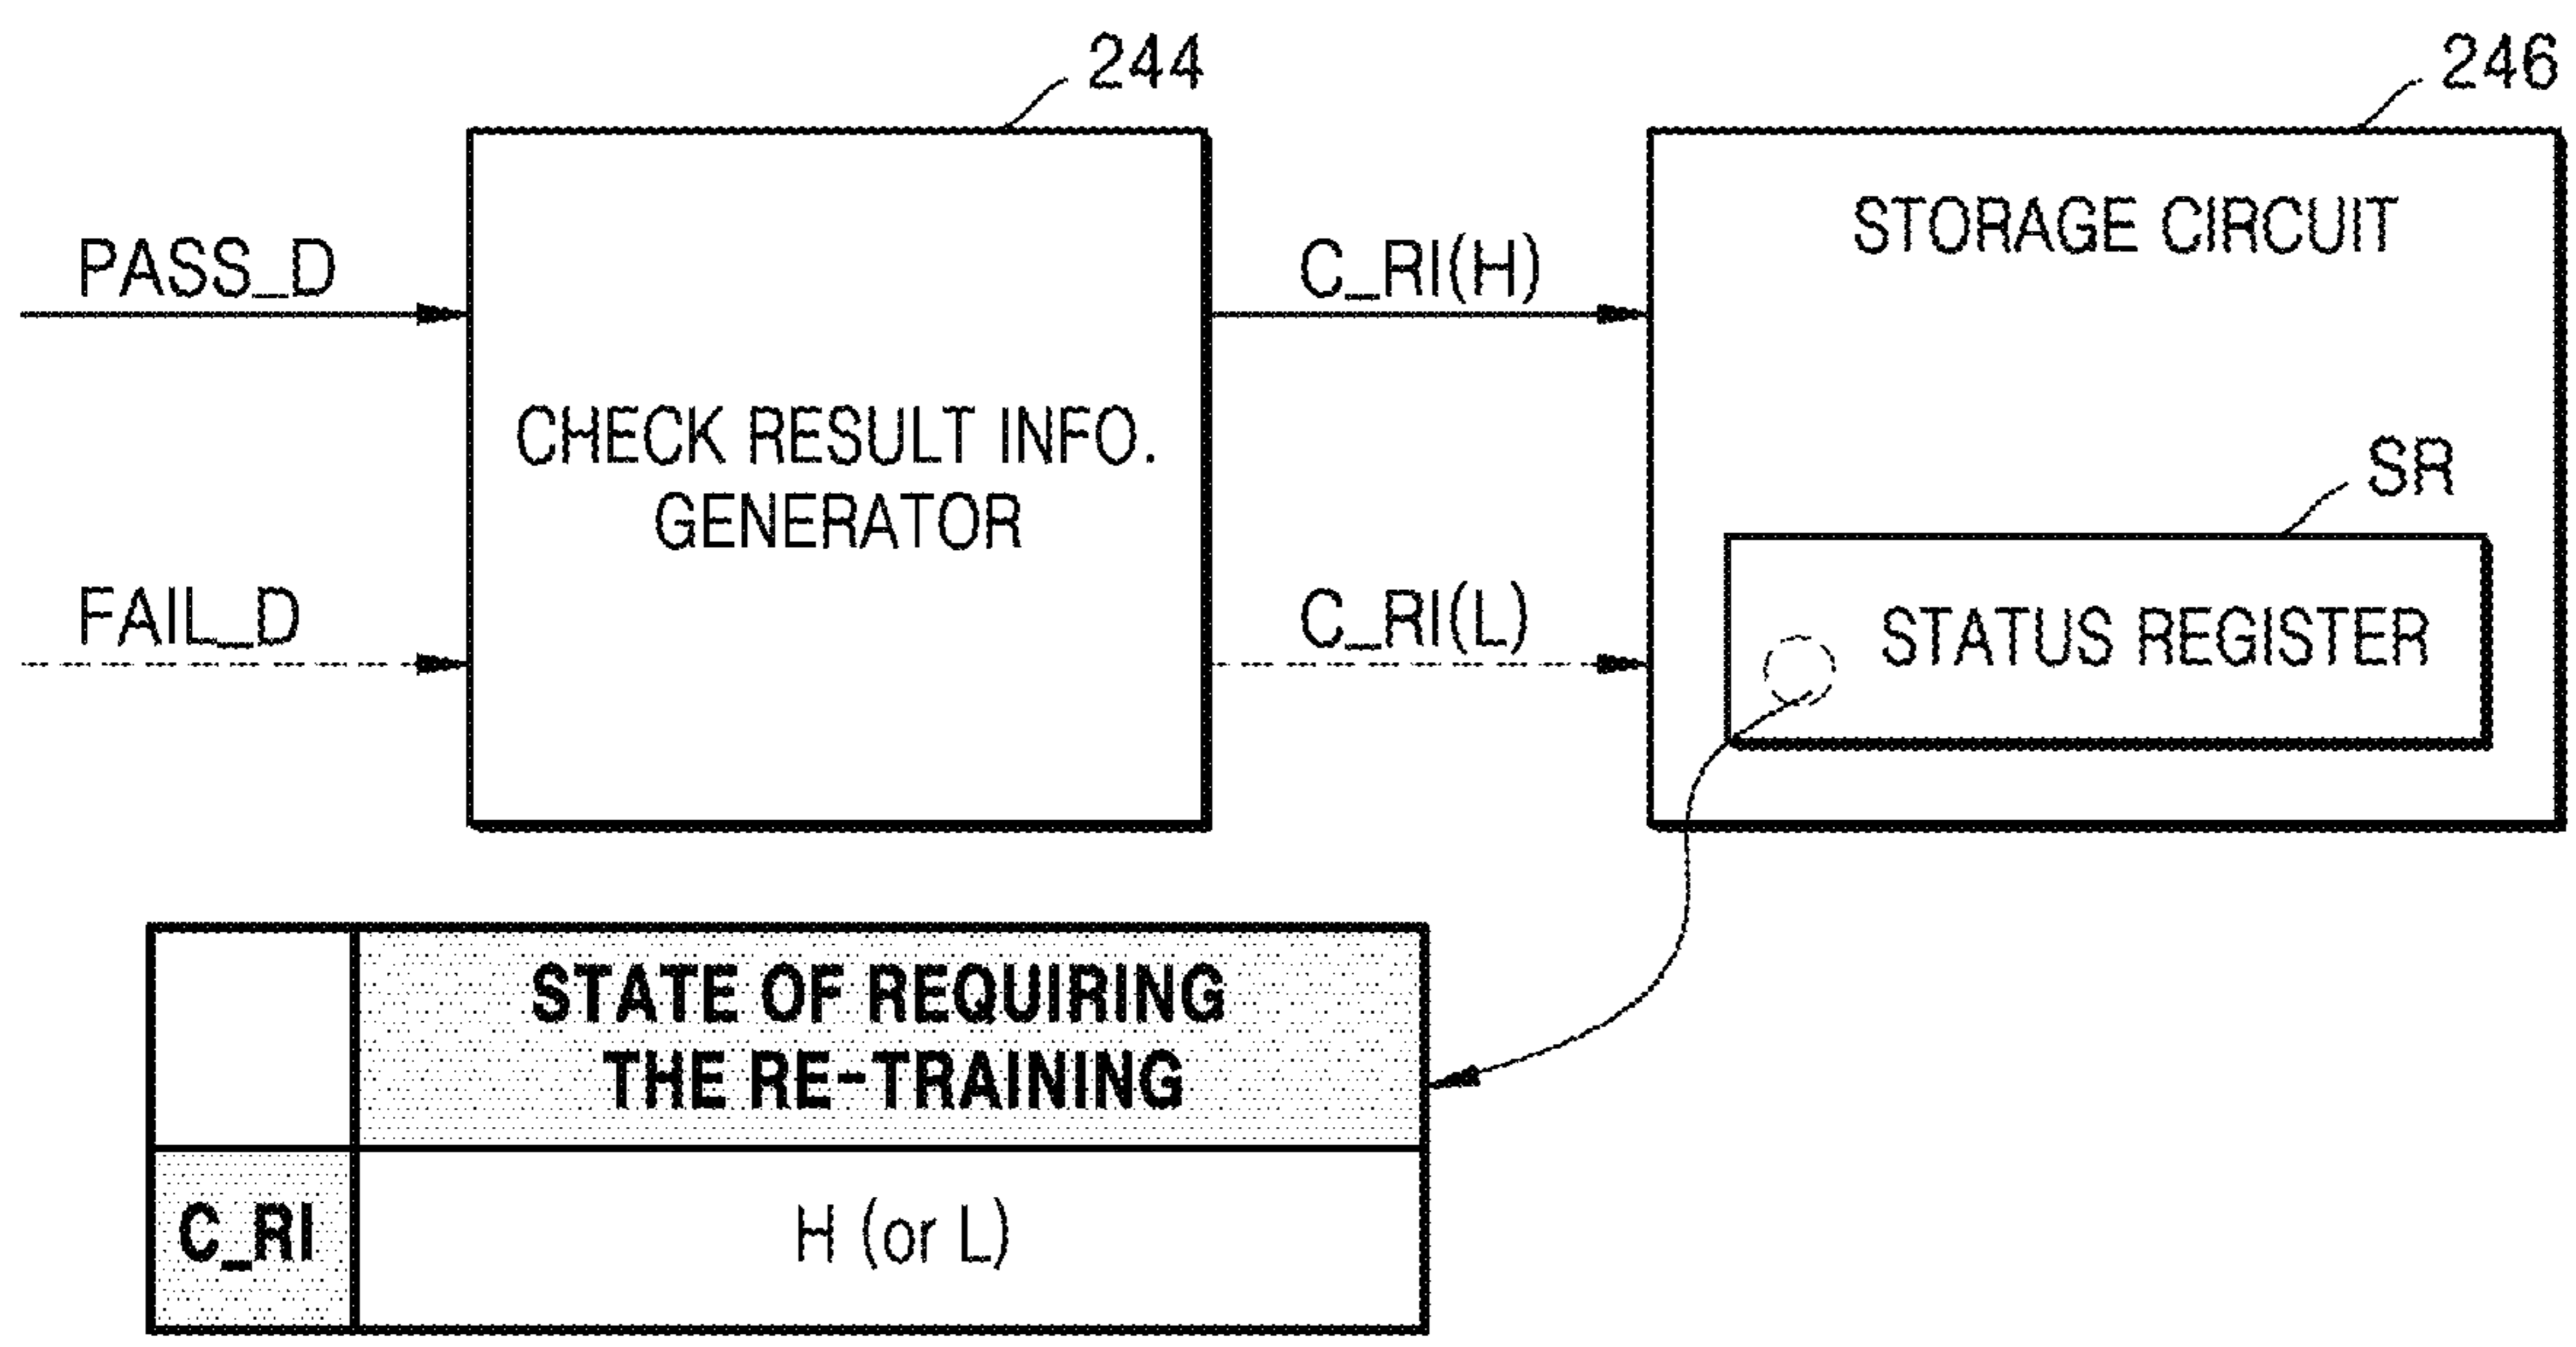 244
246
PASS_D
CHECK RESULT INFO.
GENERATOR
C_RI(H)
STORAGE CIRCUIT
FAIL_D
C_RI(L)
SR
STATUS REGISTER
STATE OF REQUIRING
THE RE-TRAINING
C_RI
H (or L)